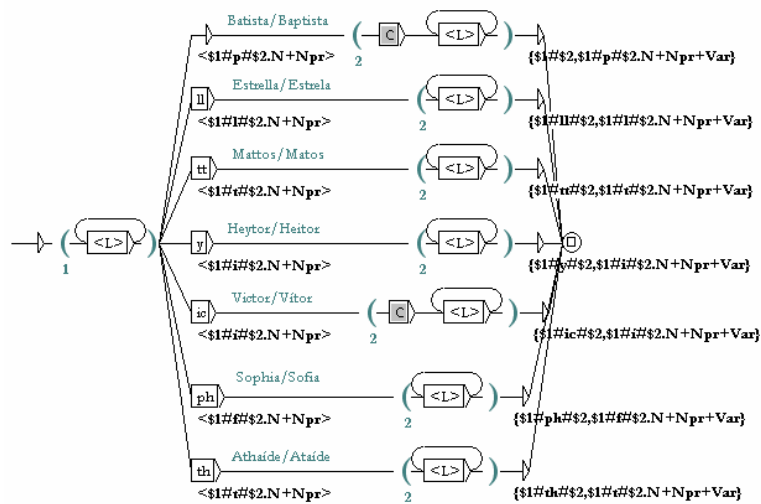 Batista/Baptista
( C <L> )
<$1#p#$2.N+Npr> 2 {$1#$2,$1#p#$2.N+Npr+Var}
Estrella/Estrela
ll ( <L> )
<$1#l#$2.N+Npr> 2 {$1#ll#$2,$1#l#$2.N+Npr+Var}
Mattos/Matos
tt ( <L> )
<$1#t#$2.N+Npr> 2 {$1#tt#$2,$1#t#$2.N+Npr+Var}
Heytor/Heitor
( <L> ) y ( <L> )
1 <$1#i#$2.N+Npr> 2 {$1#y#$2,$1#i#$2.N+Npr+Var}
Victor/Vítor
ic ( C <L> )
<$1#i#$2.N+Npr> 2 {$1#ic#$2,$1#i#$2.N+Npr+Var}
Sophia/Sofia
ph ( <L> )
<$1#f#$2.N+Npr> 2 {$1#ph#$2,$1#f#$2.N+Npr+Var}
Athaíde/Ataíde
th ( <L> )
<$1#t#$2.N+Npr> 2 {$1#th#$2,$1#t#$2.N+Npr+Var}